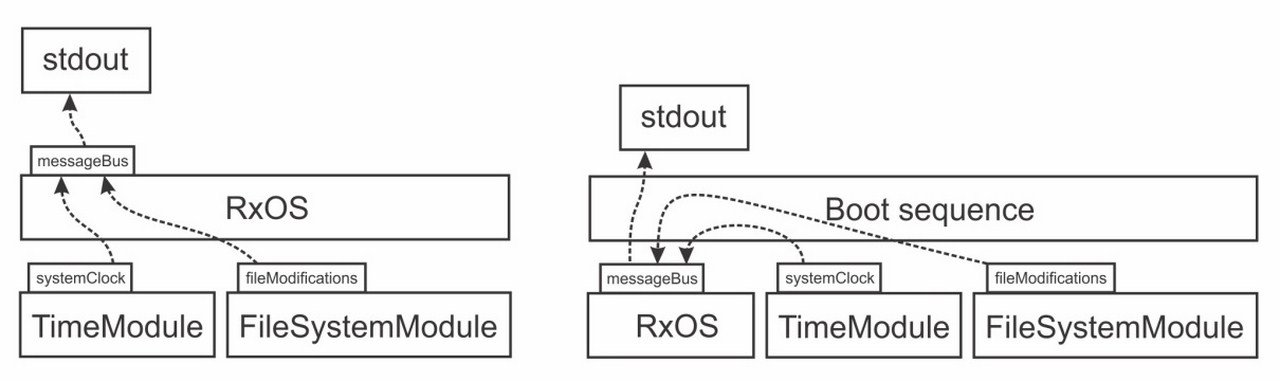 stdout
messageBus
RxOS
systemClock
fileModifications
TimeModule
FileSystemModule
stdout
Boot sequence
messageBus
systemClock
fileModifications
RxOS
TimeModule
FileSystemModule